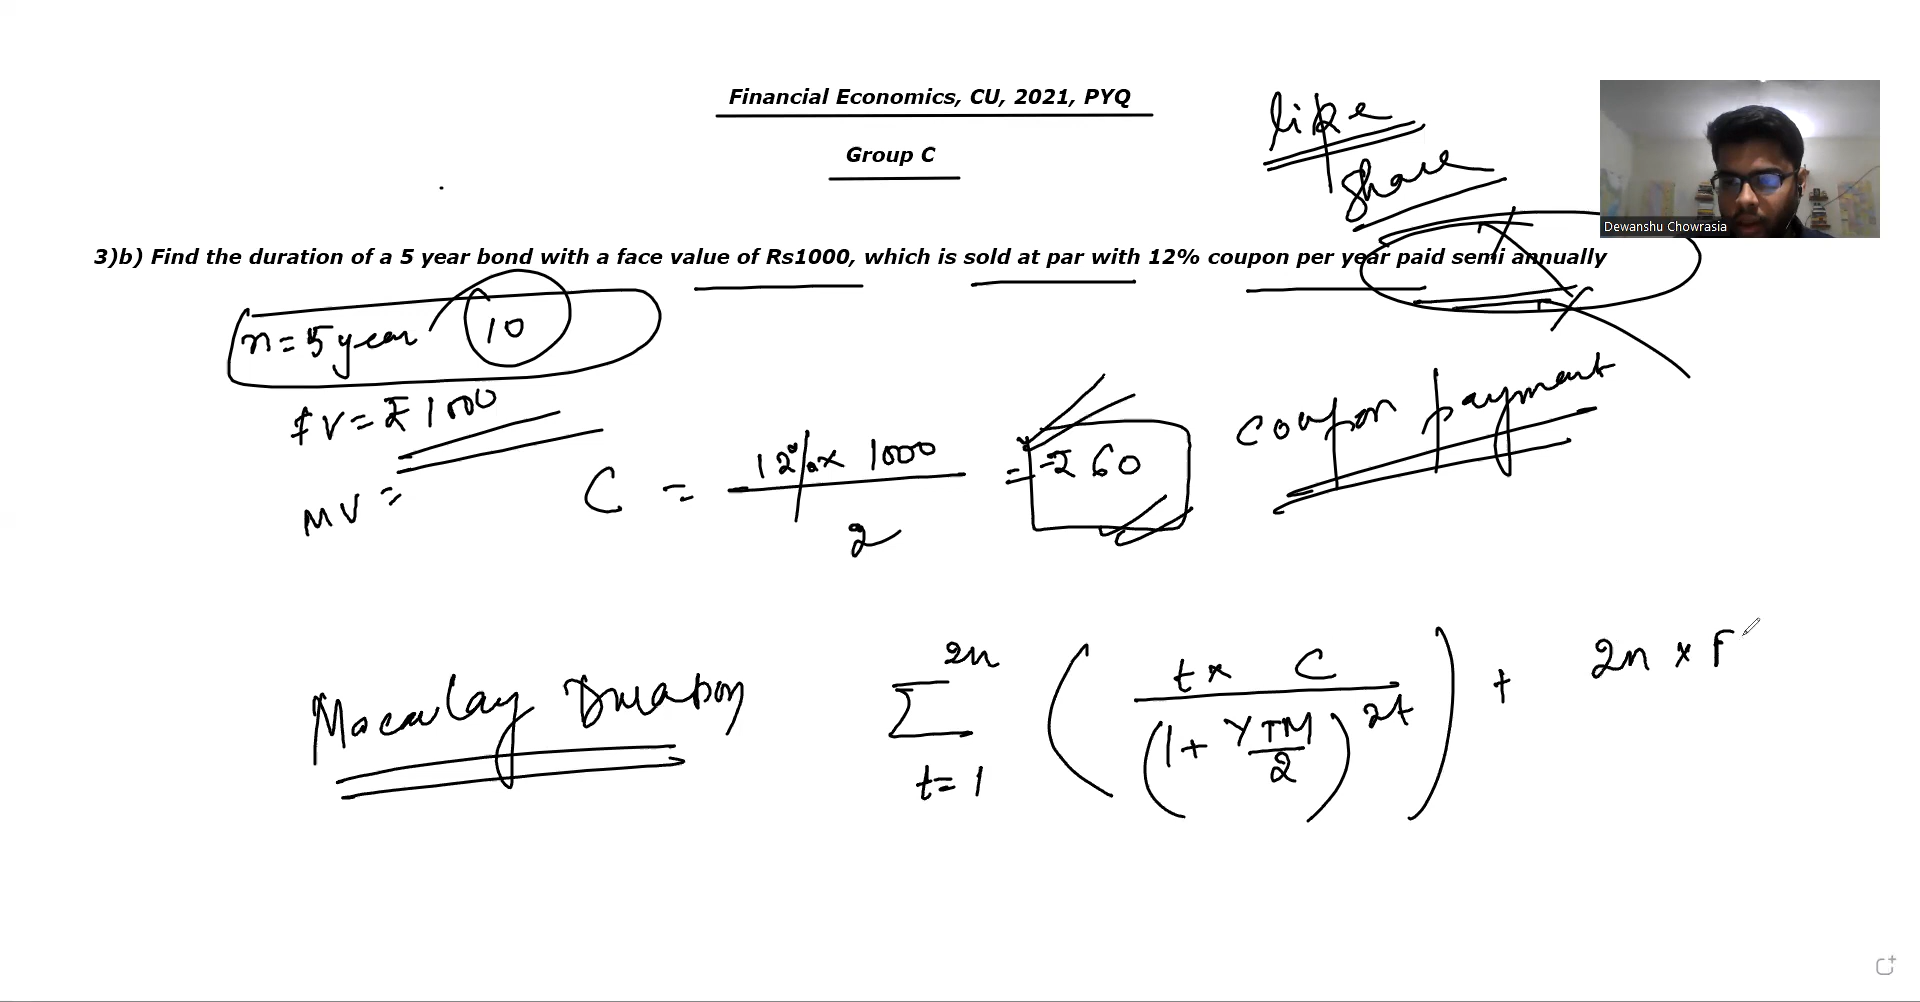 Financial Economics, CU, 2021, PYQ
Group C
like
share
Dewanshu Chowrasia
3)b) Find the duration of a 5 year bond with a face value of Rs1000, which is sold at par with 12% coupon per year paid semi annually
n = 5 year 10
FV = ₹ 1000
MV =
C = 12% x 1000 / 2 = ₹ 60
coupon payment
Macaulay Duration
2n
Σ
t = 1
( t x C / (1 + YTM/2)^2t ) + 2n x F